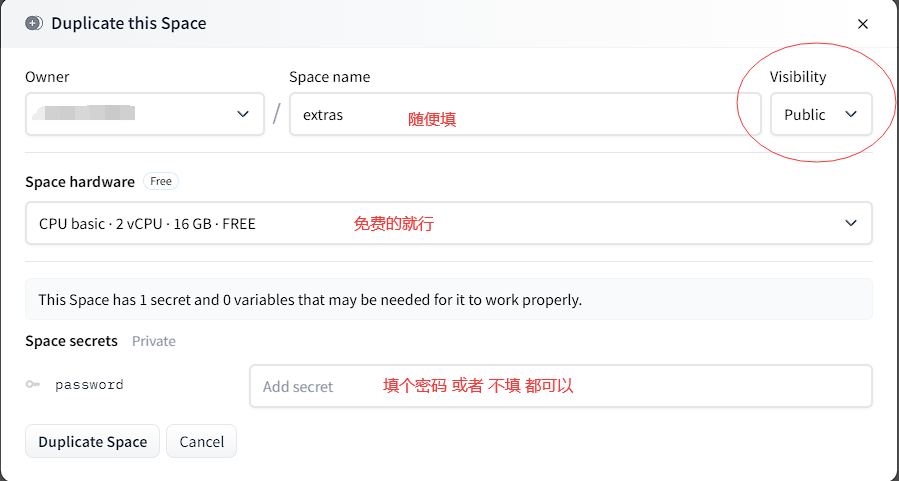 Duplicate this Space
Owner
Space name
Visibility
/
extras
随便填
Public
Space hardware
Free
CPU basic · 2 vCPU · 16 GB · FREE
免费的就行
This Space has 1 secret and 0 variables that may be needed for it to work properly.
Space secrets
Private
password
Add secret
填个密码 或者 不填 都可以
Duplicate Space
Cancel